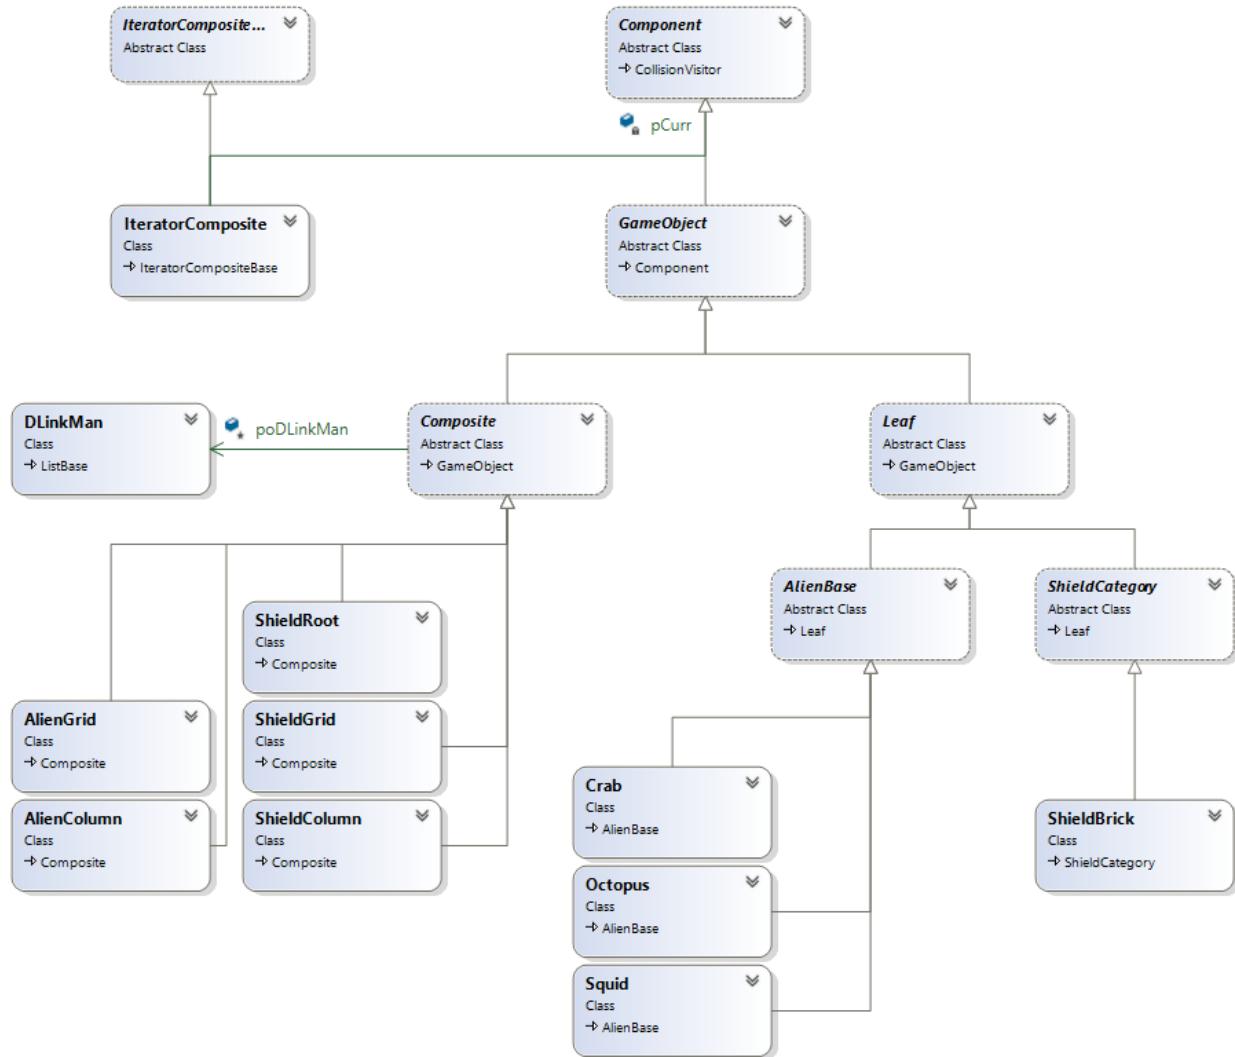 IteratorComposite...
Abstract Class
Component
Abstract Class
CollisionVisitor
pCurr
IteratorComposite
Class
IteratorCompositeBase
GameObject
Abstract Class
Component
DLinkMan
Class
ListBase
poDLinkMan
Composite
Abstract Class
GameObject
Leaf
Abstract Class
GameObject
AlienBase
Abstract Class
Leaf
ShieldCategory
Abstract Class
Leaf
ShieldRoot
Class
Composite
AlienGrid
Class
Composite
ShieldGrid
Class
Composite
AlienColumn
Class
Composite
ShieldColumn
Class
Composite
Crab
Class
AlienBase
ShieldBrick
Class
ShieldCategory
Octopus
Class
AlienBase
Squid
Class
AlienBase